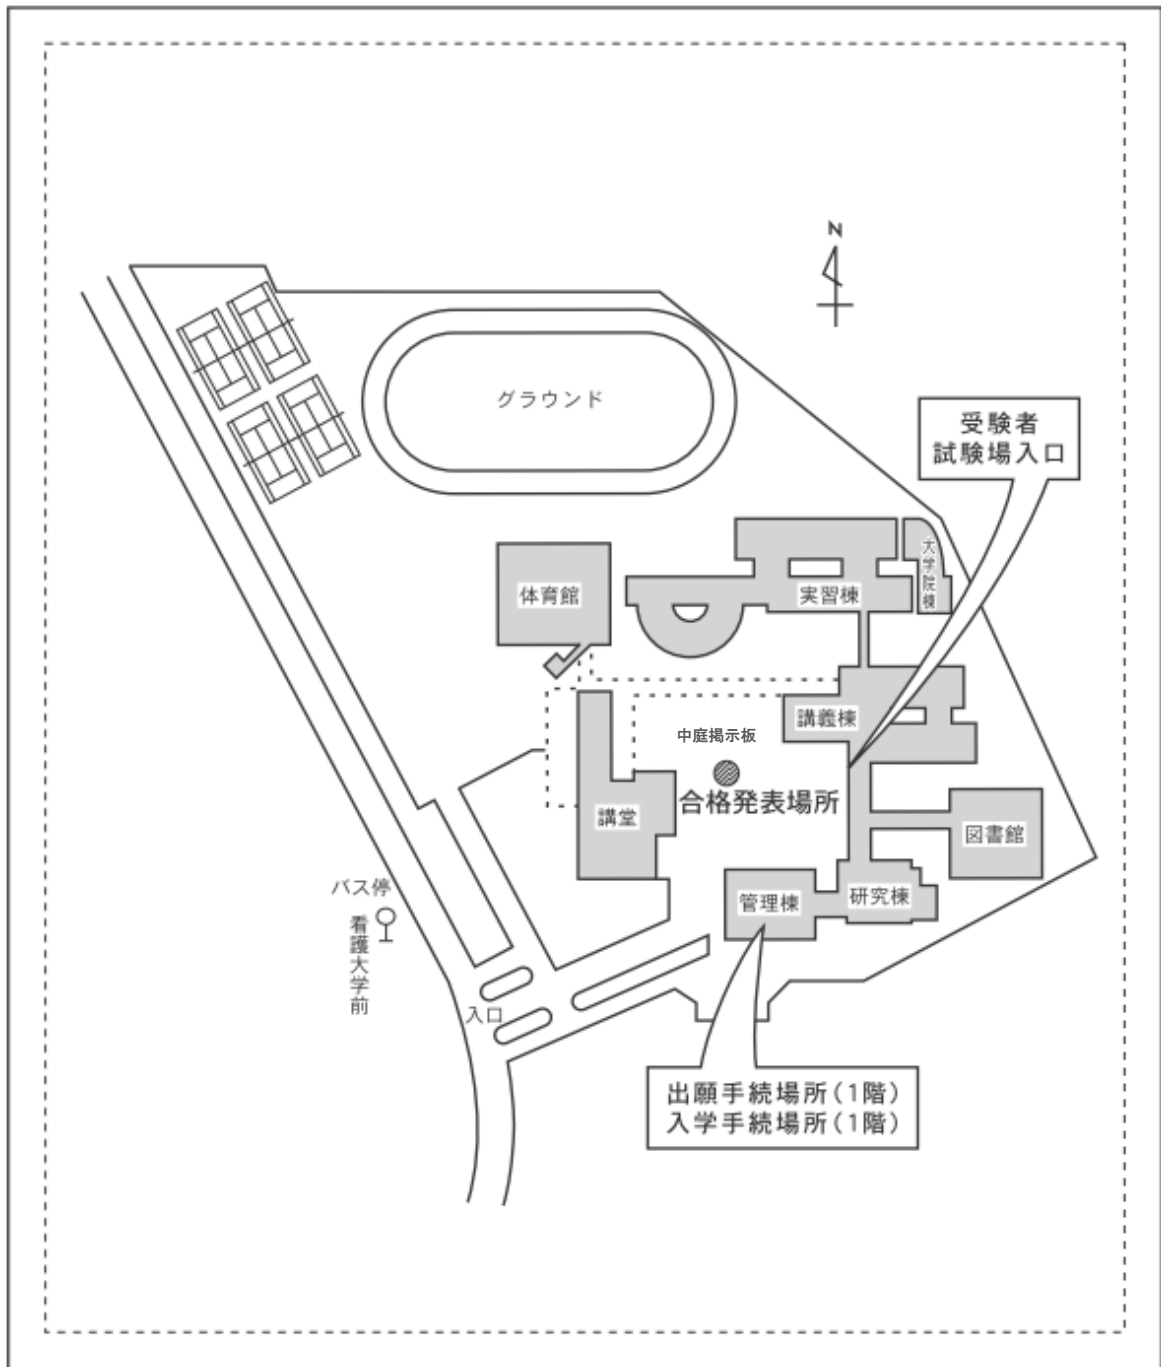 N
グラウンド
受験者
試験場入口
大学院棟
体育館
実習棟
講義棟
中庭掲示板
合格発表場所
講堂
図書館
バス停
看護大学前
管理棟
研究棟
入口
出願手続場所(1階)
入学手続場所(1階)